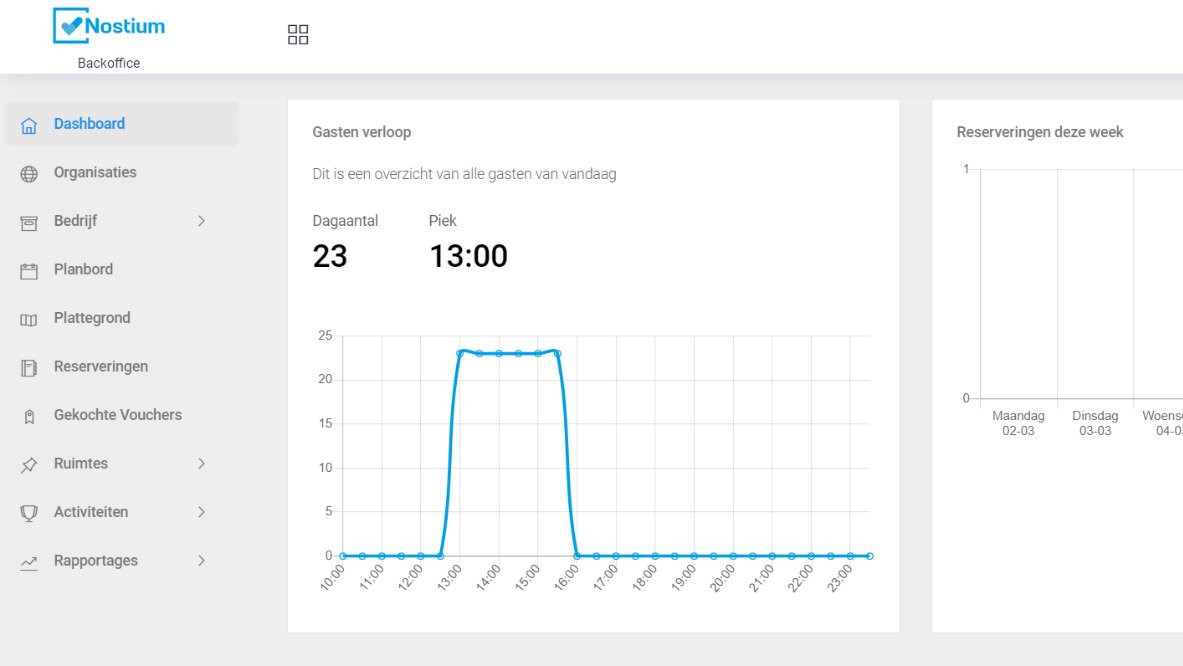 Nostium
Backoffice
Dashboard
Organisaties
Bedrijf
Planbord
Plattegrond
Reserveringen
Gekochte Vouchers
Ruimtes
Activiteiten
Rapportages
Gasten verloop
Dit is een overzicht van alle gasten van vandaag
Dagaantal Piek
23 13:00
25
20
15
10
5
0
10:00 11:00 12:00 13:00 14:00 15:00 16:00 17:00 18:00 19:00 20:00 21:00 22:00 23:00
Reserveringen deze week
1
0
Maandag Dinsdag Woens
02-03 03-03 04-0